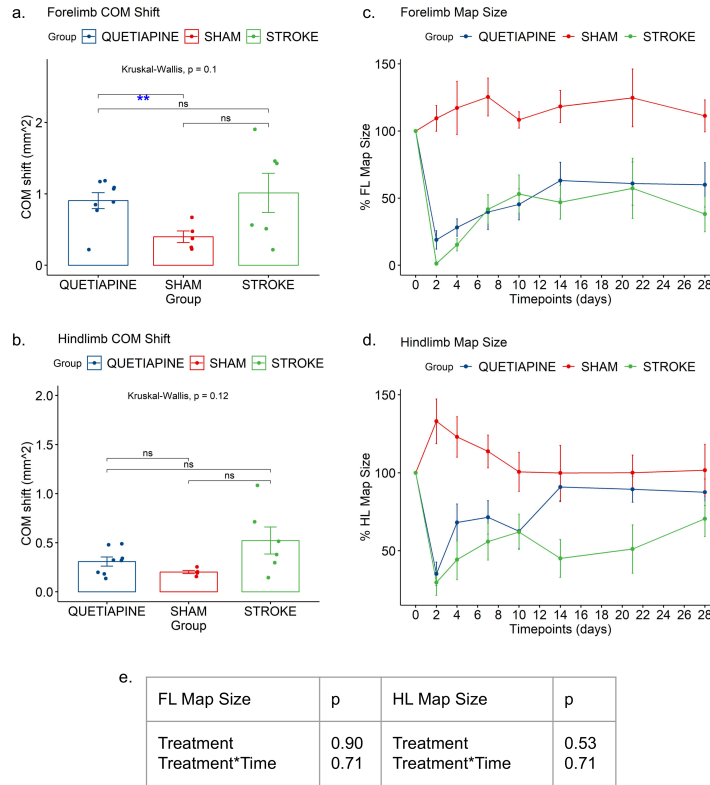 a.
Forelimb COM Shift
Group QUETIAPINE SHAM STROKE
Kruskal-Wallis, p = 0.1
**
ns
ns
COM shift (mm^2)
2
1
0
QUETIAPINE SHAM STROKE
Group
c.
Forelimb Map Size
Group QUETIAPINE SHAM STROKE
% FL Map Size
150
100
50
0
0 2 4 6 8 10 12 14 16 18 20 22 24 26 28
Timepoints (days)
b.
Hindlimb COM Shift
Group QUETIAPINE SHAM STROKE
Kruskal-Wallis, p = 0.12
ns
ns
ns
COM shift (mm^2)
2.0
1.5
1.0
0.5
0.0
QUETIAPINE SHAM STROKE
Group
d.
Hindlimb Map Size
Group QUETIAPINE SHAM STROKE
% HL Map Size
150
100
50
0 2 4 6 8 10 12 14 16 18 20 22 24 26 28
Timepoints (days)
e.
FL Map Size p HL Map Size p
Treatment 0.90 Treatment 0.53
Treatment*Time 0.71 Treatment*Time 0.71